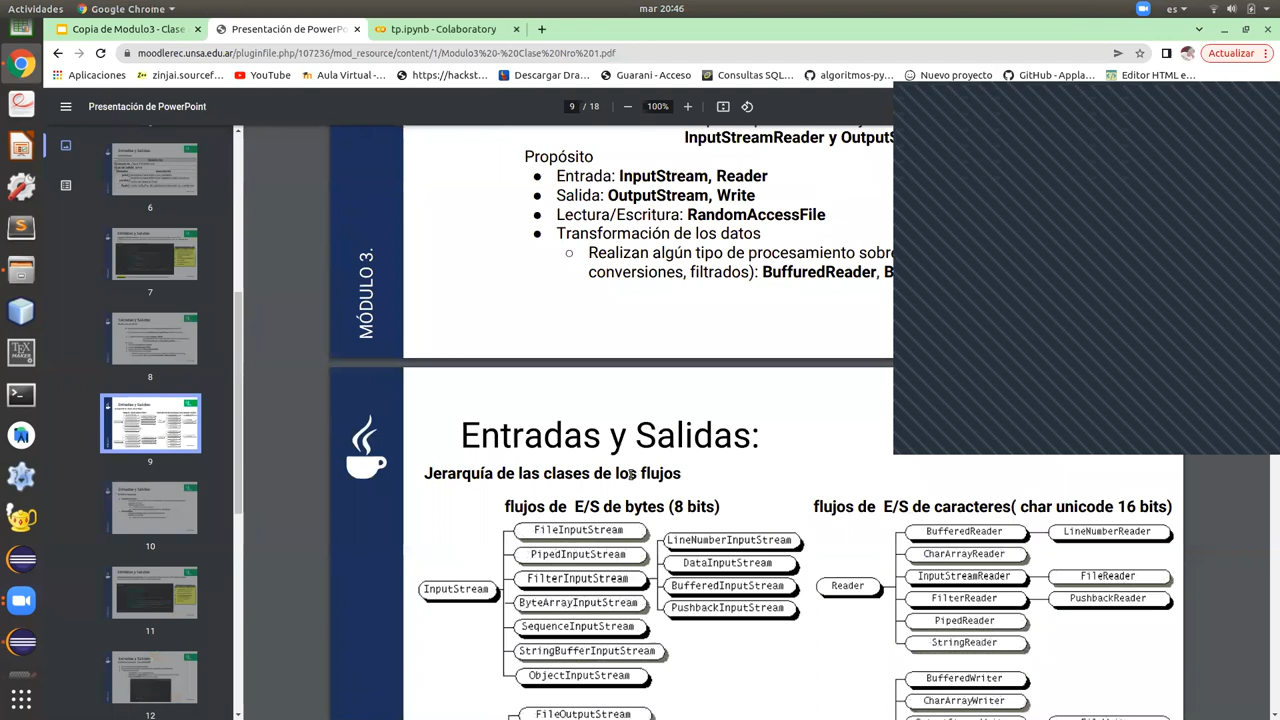 Actividades
Google Chrome
mar 20:46
es
Copia de Modulo3 - Clase
Presentación de PowerPo
tp.ipynb - Colaboratory
moodlerec.unsa.edu.ar/pluginfile.php/107236/mod_resource/content/1/Modulo3%20-%20Clase%20Nro%201.pdf
Actualizar
Aplicaciones
zinjai.sourcef...
YouTube
Aula Virtual -...
https://hackst...
Descargar Dra...
Guarani - Acceso
Consultas SQL...
algoritmos-py...
Nuevo proyecto
GitHub - Appla...
Editor HTML e...
Presentación de PowerPoint
9 / 18
100%
6
7
8
9
10
11
12
MÓDULO 3.
InputStreamReader y OutputS
Propósito
● Entrada: InputStream, Reader
● Salida: OutputStream, Write
● Lectura/Escritura: RandomAccessFile
● Transformación de los datos
○ Realizan algún tipo de procesamiento sobre
conversiones, filtrados): BuffuredReader, B
Entradas y Salidas:
Jerarquía de las clases de los flujos
flujos de E/S de bytes (8 bits)
InputStream
FileInputStream
PipedInputStream
FilterInputStream
ByteArrayInputStream
SequenceInputStream
StringBufferInputStream
ObjectInputStream
LineNumberInputStream
DataInputStream
BufferedInputStream
PushbackInputStream
FileOutputStream
flujos de E/S de caracteres( char unicode 16 bits)
Reader
BufferedReader
CharArrayReader
InputStreamReader
FilterReader
PipedReader
StringReader
LineNumberReader
FileReader
PushbackReader
BufferedWriter
CharArrayWriter